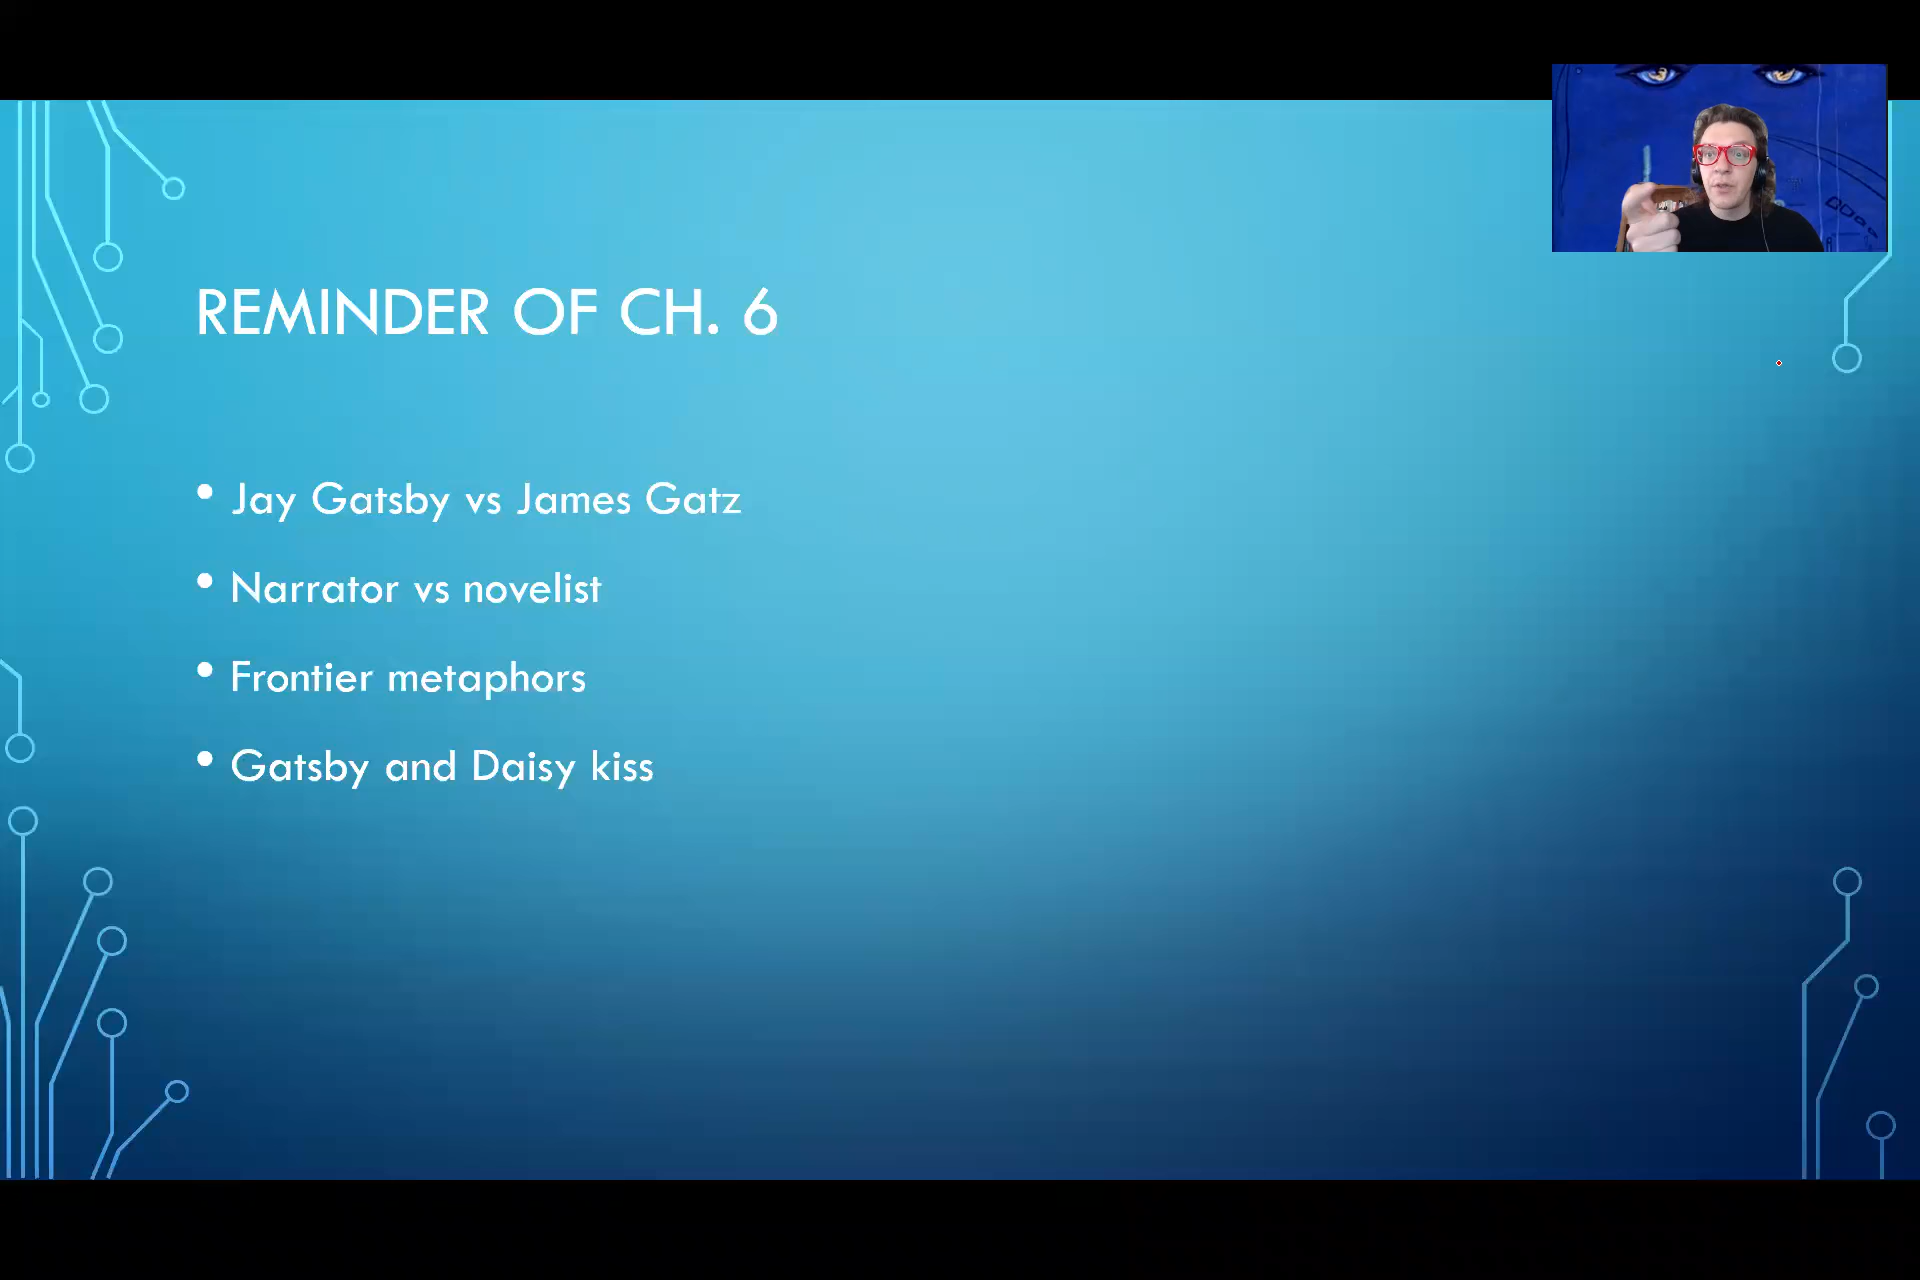 REMINDER OF CH. 6
• Jay Gatsby vs James Gatz
• Narrator vs novelist
• Frontier metaphors
• Gatsby and Daisy kiss